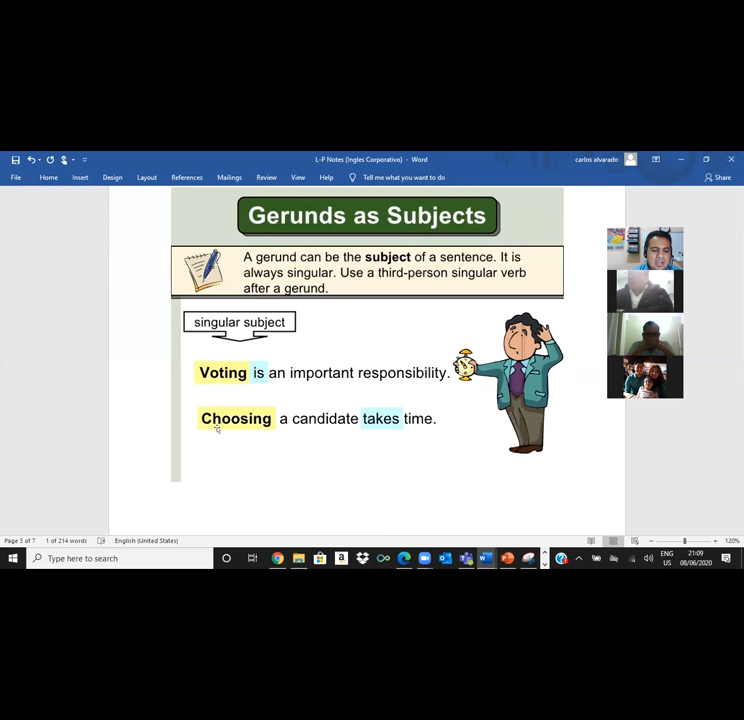 L-P Notes (Ingles Corporativo) - Word
carlos alvarado
File Home Insert Design Layout References Mailings Review View Help Tell me what you want to do
Share
Gerunds as Subjects
A gerund can be the subject of a sentence. It is
always singular. Use a third-person singular verb
after a gerund.
singular subject
Voting is an important responsibility.
Choosing a candidate takes time.
Page 3 of 7 1 of 214 words English (United States)
120%
Type here to search
ENG
US
21:09
08/06/2020